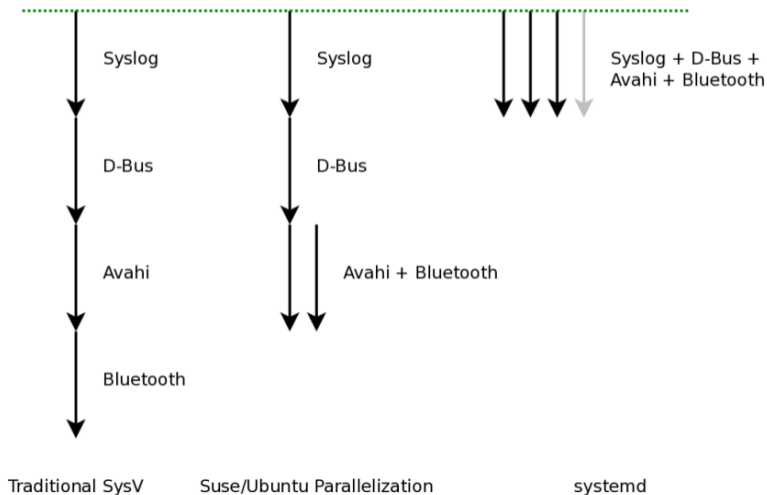 Syslog
D-Bus
Avahi
Bluetooth
Traditional SysV
Syslog
D-Bus
Avahi + Bluetooth
Suse/Ubuntu Parallelization
Syslog + D-Bus +
Avahi + Bluetooth
systemd